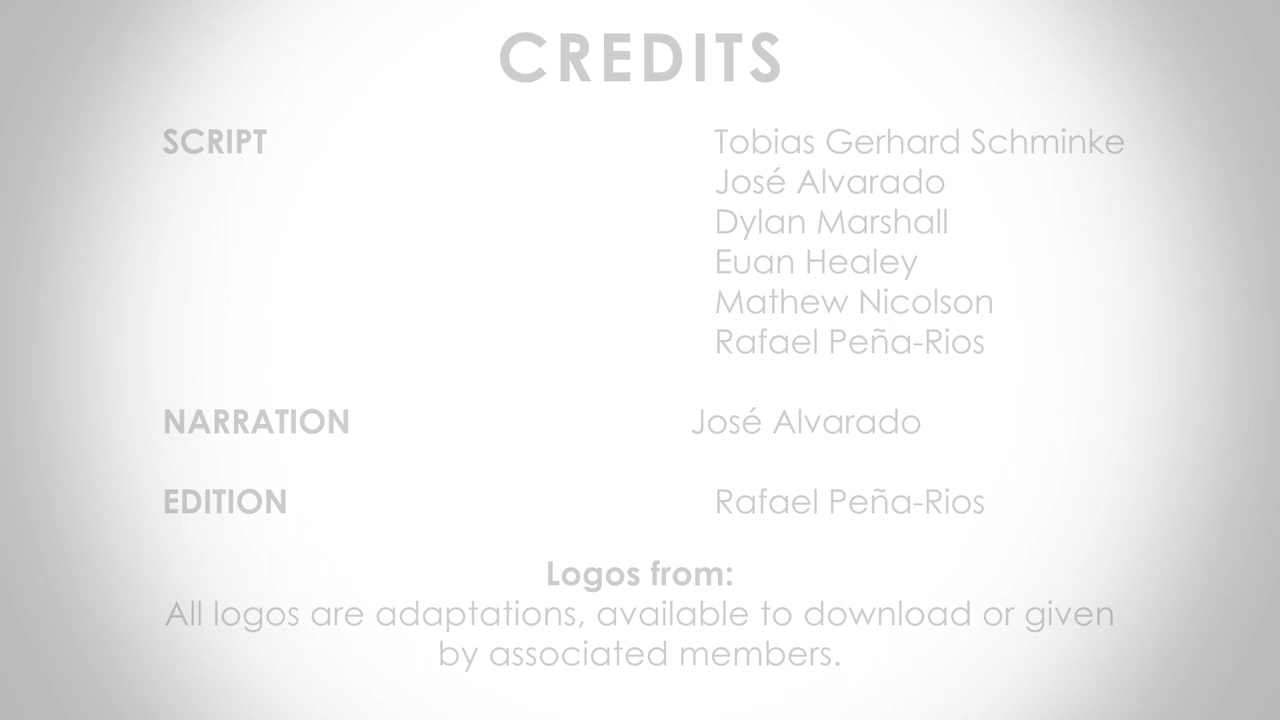 CREDITS
SCRIPT Tobias Gerhard Schminke
José Alvarado
Dylan Marshall
Euan Healey
Mathew Nicolson
Rafael Peña-Rios
NARRATION José Alvarado
EDITION Rafael Peña-Rios
Logos from:
All logos are adaptations, available to download or given
by associated members.